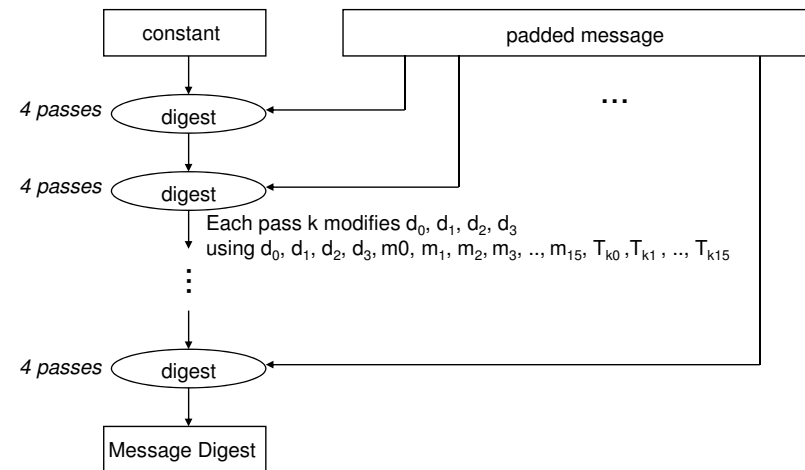 constant
padded message
4 passes
digest
...
4 passes
digest
Each pass k modifies d₀, d₁, d₂, d₃
using d₀, d₁, d₂, d₃, m0, m₁, m₂, m₃, .., m₁₅, Tₖ₀ ,Tₖ₁ , .., Tₖ₁₅
4 passes
digest
Message Digest